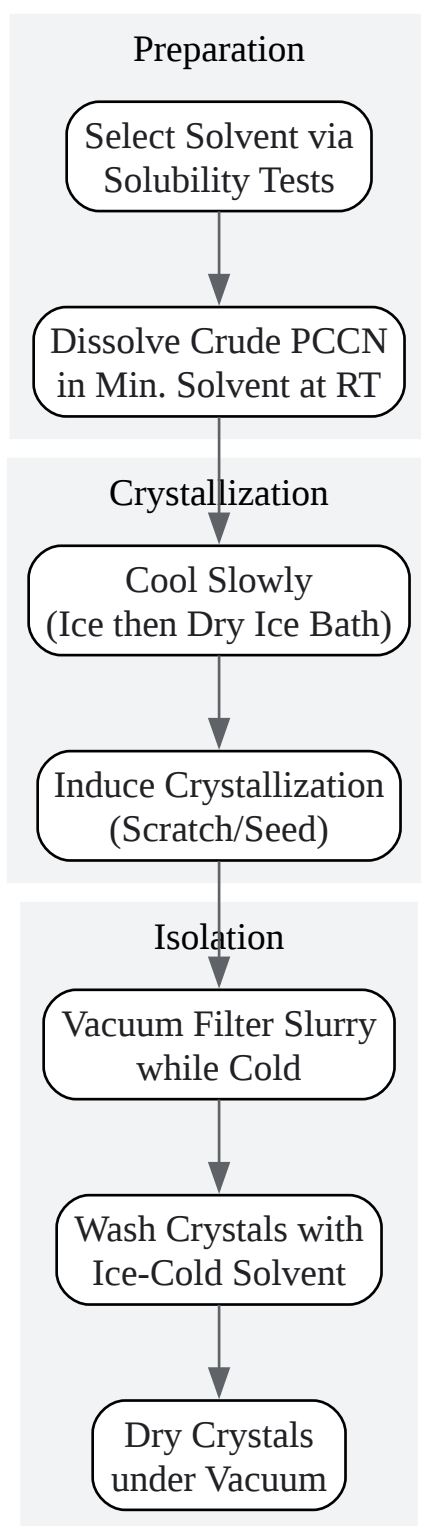 Preparation
Select Solvent via
Solubility Tests
Dissolve Crude PCCN
in Min. Solvent at RT
Crystallization
Cool Slowly
(Ice then Dry Ice Bath)
Induce Crystallization
(Scratch/Seed)
Isolation
Vacuum Filter Slurry
while Cold
Wash Crystals with
Ice-Cold Solvent
Dry Crystals
under Vacuum